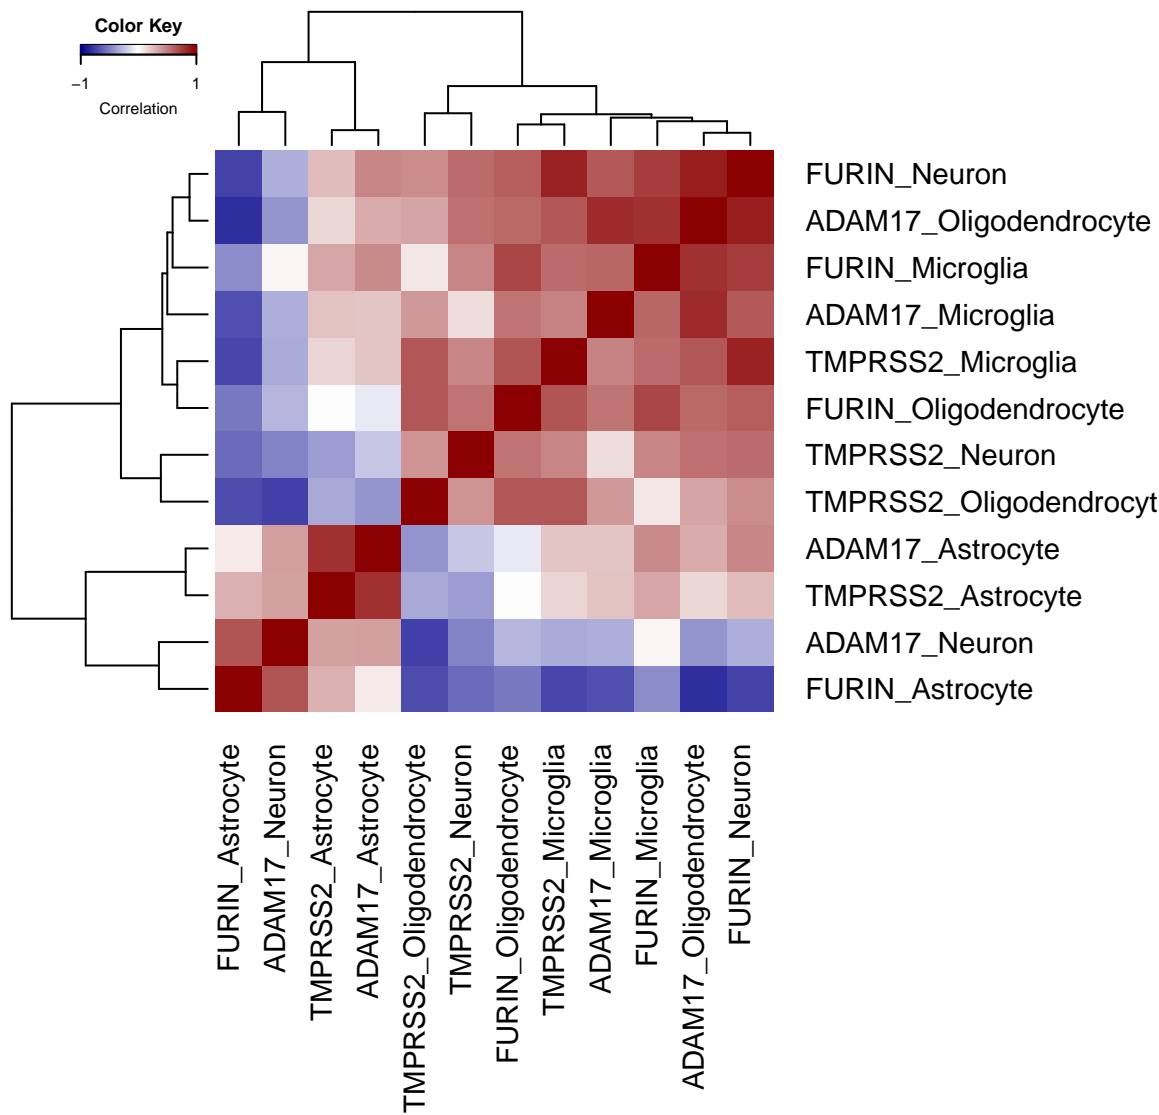 Color Key
−1 1
Correlation
FURIN_Neuron
ADAM17_Oligodendrocyte
FURIN_Microglia
ADAM17_Microglia
TMPRSS2_Microglia
FURIN_Oligodendrocyte
TMPRSS2_Neuron
TMPRSS2_Oligodendrocyt
ADAM17_Astrocyte
TMPRSS2_Astrocyte
ADAM17_Neuron
FURIN_Astrocyte
FURIN_Astrocyte
ADAM17_Neuron
TMPRSS2_Astrocyte
ADAM17_Astrocyte
TMPRSS2_Oligodendrocyte
TMPRSS2_Neuron
FURIN_Oligodendrocyte
TMPRSS2_Microglia
ADAM17_Microglia
FURIN_Microglia
ADAM17_Oligodendrocyte
FURIN_Neuron